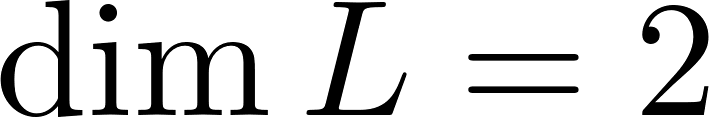 dim L = 2